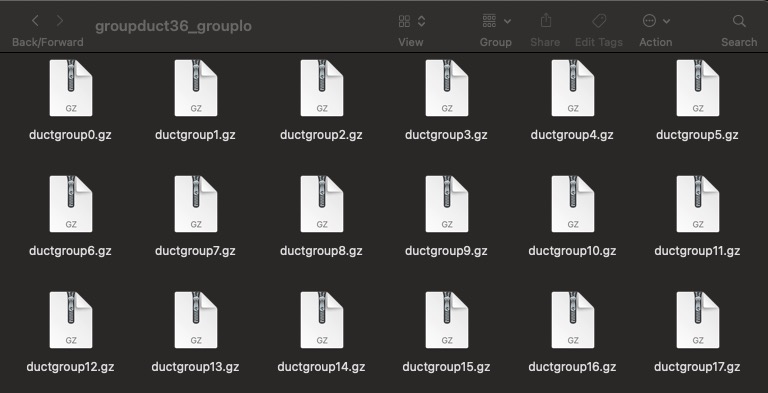 groupduct36_grouplo
Back/Forward View Group Share Edit Tags Action Search
GZ GZ GZ GZ GZ GZ
ductgroup0.gz ductgroup1.gz ductgroup2.gz ductgroup3.gz ductgroup4.gz ductgroup5.gz
GZ GZ GZ GZ GZ GZ
ductgroup6.gz ductgroup7.gz ductgroup8.gz ductgroup9.gz ductgroup10.gz ductgroup11.gz
GZ GZ GZ GZ GZ GZ
ductgroup12.gz ductgroup13.gz ductgroup14.gz ductgroup15.gz ductgroup16.gz ductgroup17.gz